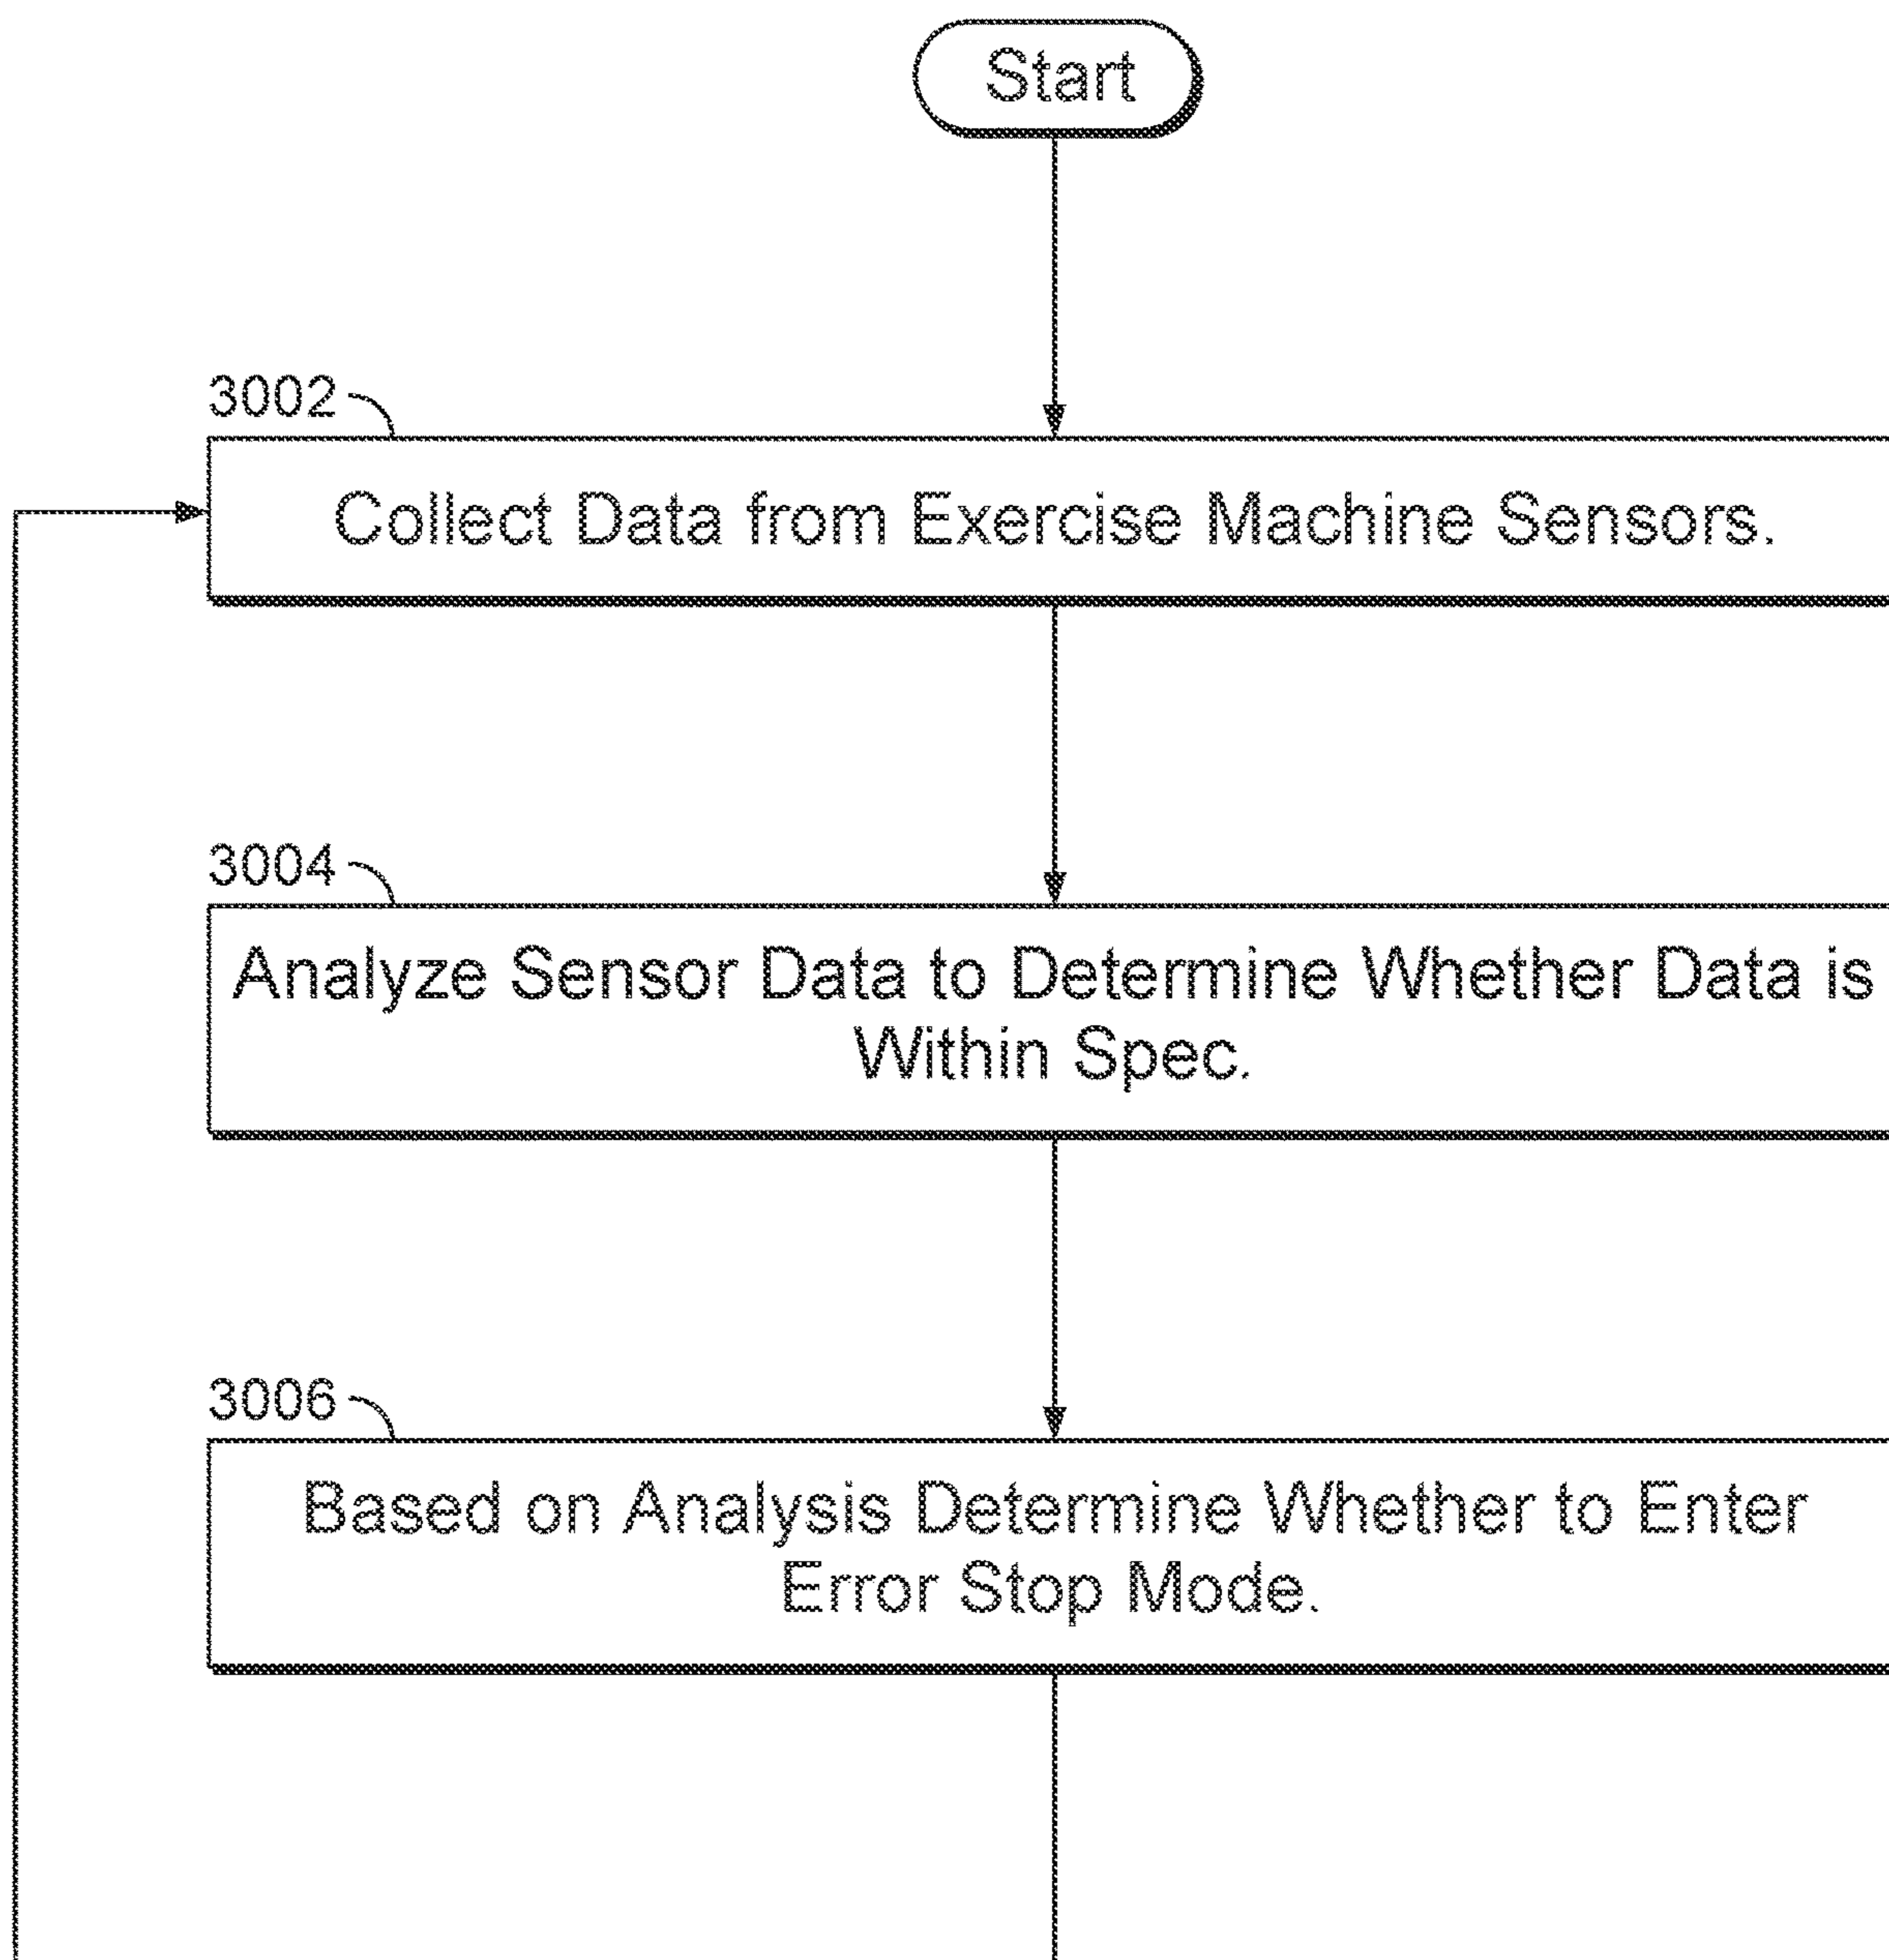 Start
3002
Collect Data from Exercise Machine Sensors.
3004
Analyze Sensor Data to Determine Whether Data is
Within Spec.
3006
Based on Analysis Determine Whether to Enter
Error Stop Mode.